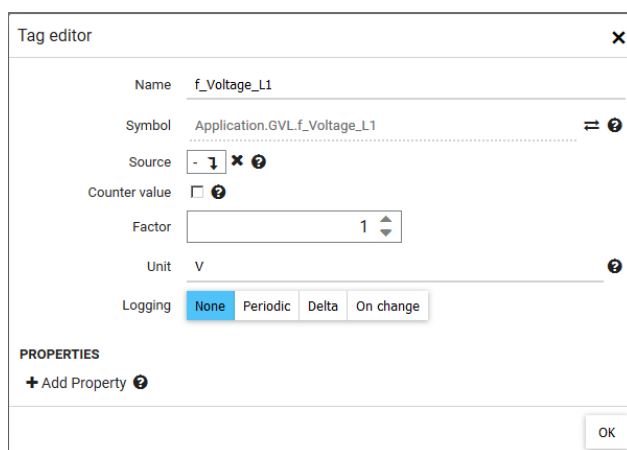 Tag editor
Name f_Voltage_L1
Symbol Application.GVL.f_Voltage_L1
Source -
Counter value
Factor 1
Unit V
Logging None Periodic Delta On change
PROPERTIES
Add Property
OK